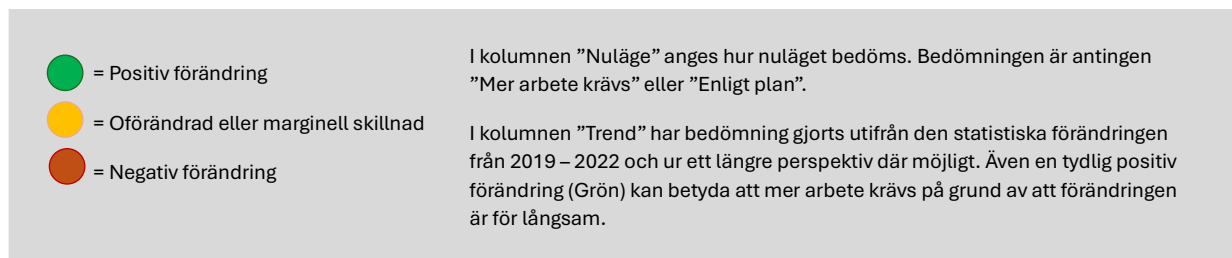 = Positiv förändring
= Oförändrad eller marginell skillnad
= Negativ förändring
I kolumnen ”Nuläge” anges hur nuläget bedöms. Bedömningen är antingen
”Mer arbete krävs” eller ”Enligt plan”.
I kolumnen ”Trend” har bedömning gjorts utifrån den statistiska förändringen
från 2019 – 2022 och ur ett längre perspektiv där möjligt. Även en tydlig positiv
förändring (Grön) kan betyda att mer arbete krävs på grund av att förändringen
är för långsam.